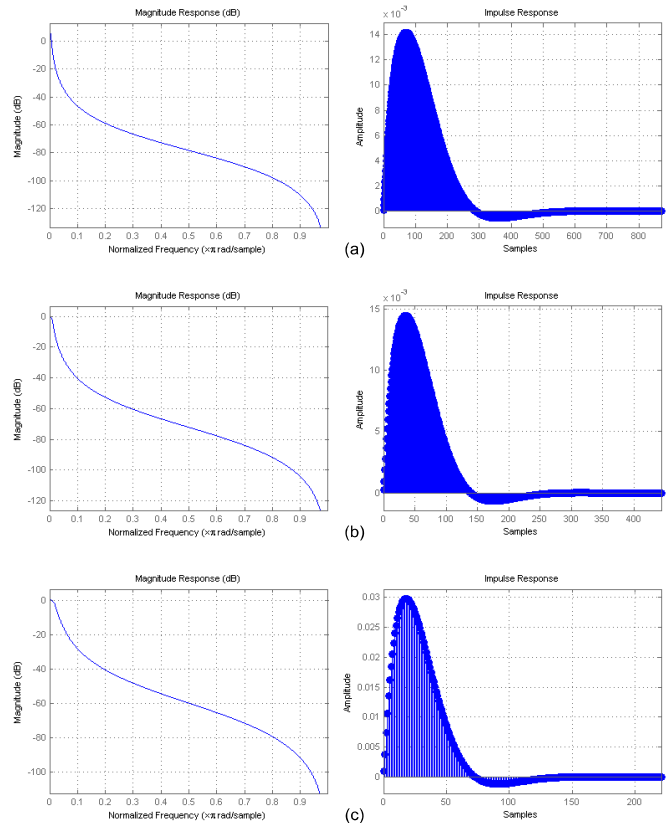 Magnitude Response (dB)
Magnitude (dB)
0
-20
-40
-60
-80
-100
-120
0 0.1 0.2 0.3 0.4 0.5 0.6 0.7 0.8 0.9
Normalized Frequency (×π rad/sample)
Impulse Response
× 10⁻³
Amplitude
14
12
10
8
6
4
2
0
0 100 200 300 400 500 600 700 800
Samples
(a)
Magnitude Response (dB)
Magnitude (dB)
0
-20
-40
-60
-80
-100
-120
0 0.1 0.2 0.3 0.4 0.5 0.6 0.7 0.8 0.9
Normalized Frequency (×π rad/sample)
Impulse Response
× 10⁻³
Amplitude
15
10
5
0
0 50 100 150 200 250 300 350 400
Samples
(b)
Magnitude Response (dB)
Magnitude (dB)
0
-20
-40
-60
-80
-100
0 0.1 0.2 0.3 0.4 0.5 0.6 0.7 0.8 0.9
Normalized Frequency (×π rad/sample)
Impulse Response
Amplitude
0.03
0.025
0.02
0.015
0.01
0.005
0
0 50 100 150 200
Samples
(c)